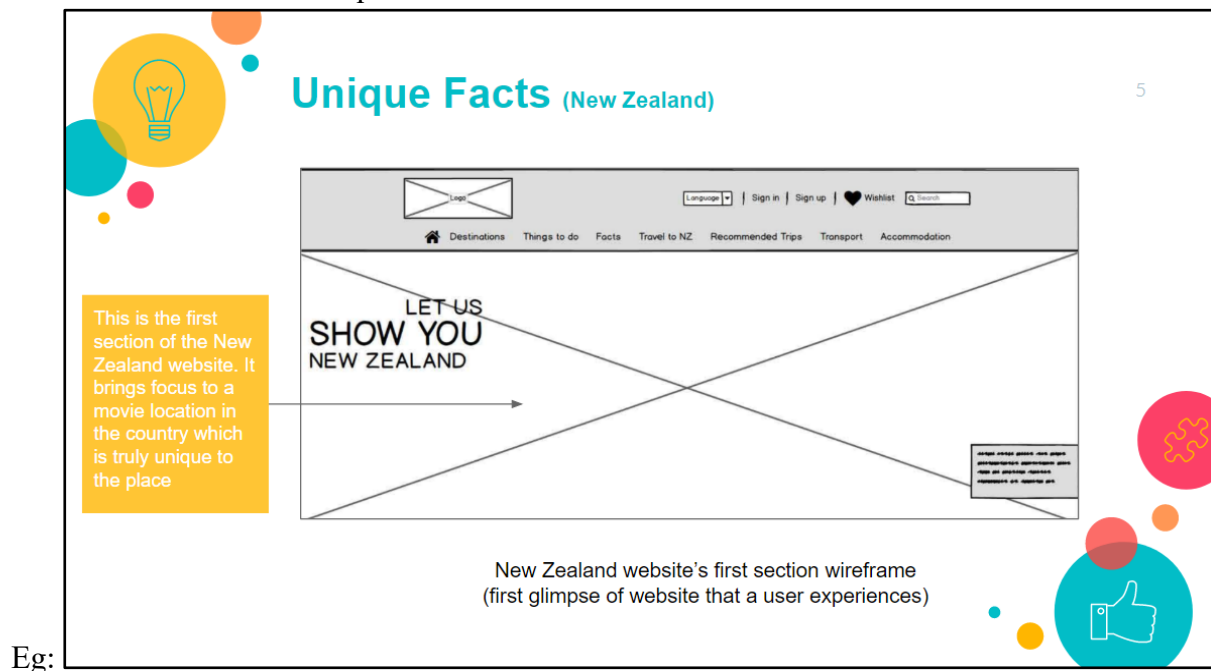 Unique Facts (New Zealand)
5
Logo
Language
Sign in
Sign up
Wishlist
Search
Destinations
Things to do
Facts
Travel to NZ
Recommended Trips
Transport
Accommodation
LET US
SHOW YOU
NEW ZEALAND
This is the first
section of the New
Zealand website. It
brings focus to a
movie location in
the country which
is truly unique to
the place
New Zealand website's first section wireframe
(first glimpse of website that a user experiences)
Eg: